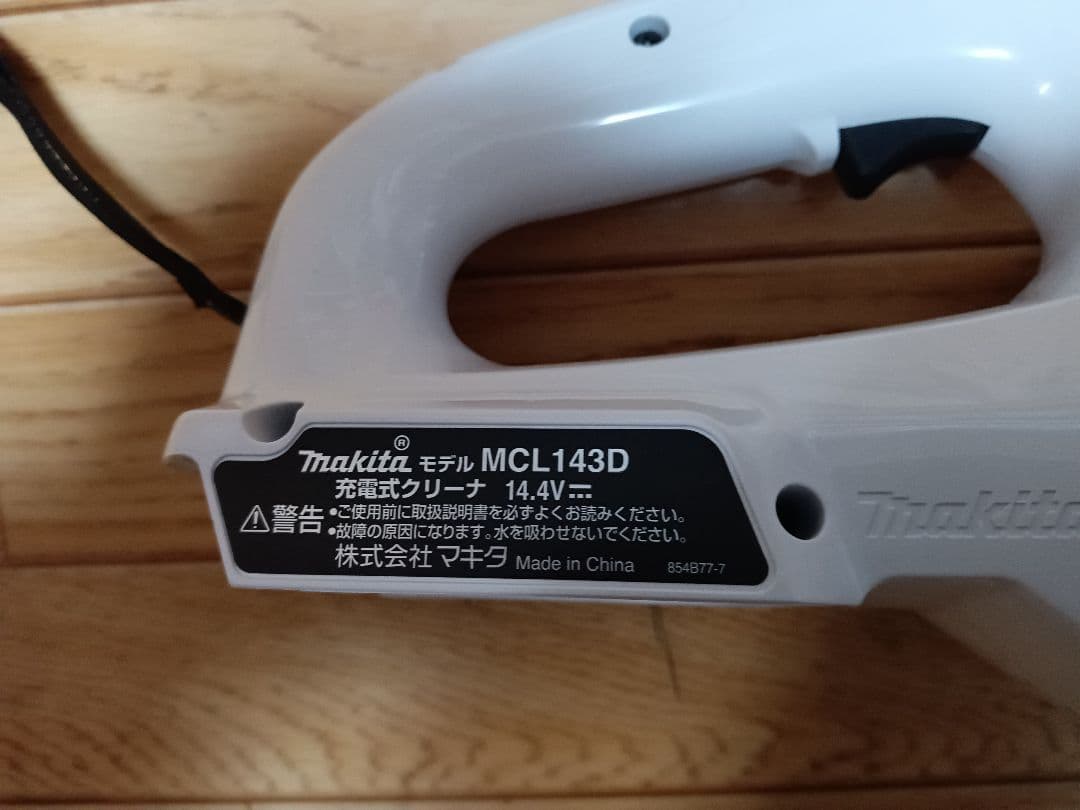 makita® モデル MCL143D
充電式クリーナ 14.4V⎓
⚠警告 •ご使用前に取扱説明書を必ずよくお読みください。
•故障の原因になります。水を吸わせないでください。
株式会社 マキタ Made in China 854B77-7
makita